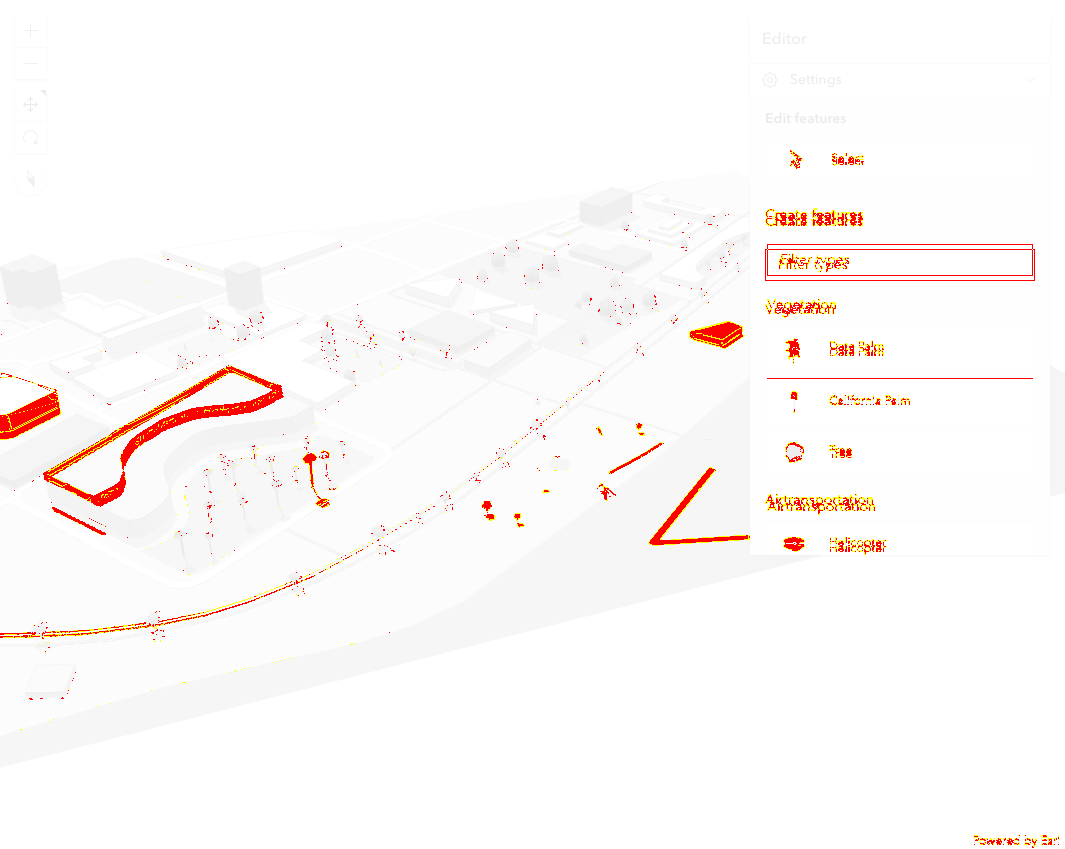 Editor
Settings
Edit features
Select
Create features
Filter types
Vegetation
Date Palm
California Palm
Tree
Airtransportation
Helicopter
Powered by Esri